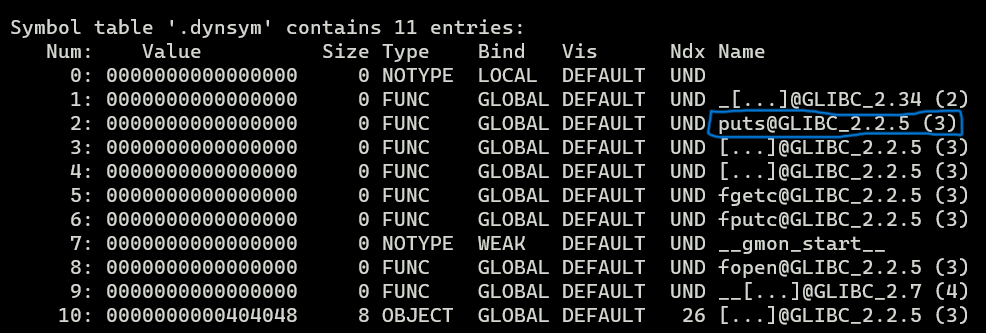 Symbol table '.dynsym' contains 11 entries:
Num: Value Size Type Bind Vis Ndx Name
0: 0000000000000000 0 NOTYPE LOCAL DEFAULT UND
1: 0000000000000000 0 FUNC GLOBAL DEFAULT UND _[...]@GLIBC_2.34 (2)
2: 0000000000000000 0 FUNC GLOBAL DEFAULT UND puts@GLIBC_2.2.5 (3)
3: 0000000000000000 0 FUNC GLOBAL DEFAULT UND [...]@GLIBC_2.2.5 (3)
4: 0000000000000000 0 FUNC GLOBAL DEFAULT UND [...]@GLIBC_2.2.5 (3)
5: 0000000000000000 0 FUNC GLOBAL DEFAULT UND fgetc@GLIBC_2.2.5 (3)
6: 0000000000000000 0 FUNC GLOBAL DEFAULT UND fputc@GLIBC_2.2.5 (3)
7: 0000000000000000 0 NOTYPE WEAK DEFAULT UND __gmon_start__
8: 0000000000000000 0 FUNC GLOBAL DEFAULT UND fopen@GLIBC_2.2.5 (3)
9: 0000000000000000 0 FUNC GLOBAL DEFAULT UND __[...]@GLIBC_2.7 (4)
10: 0000000000404048 8 OBJECT GLOBAL DEFAULT 26 [...]@GLIBC_2.2.5 (3)